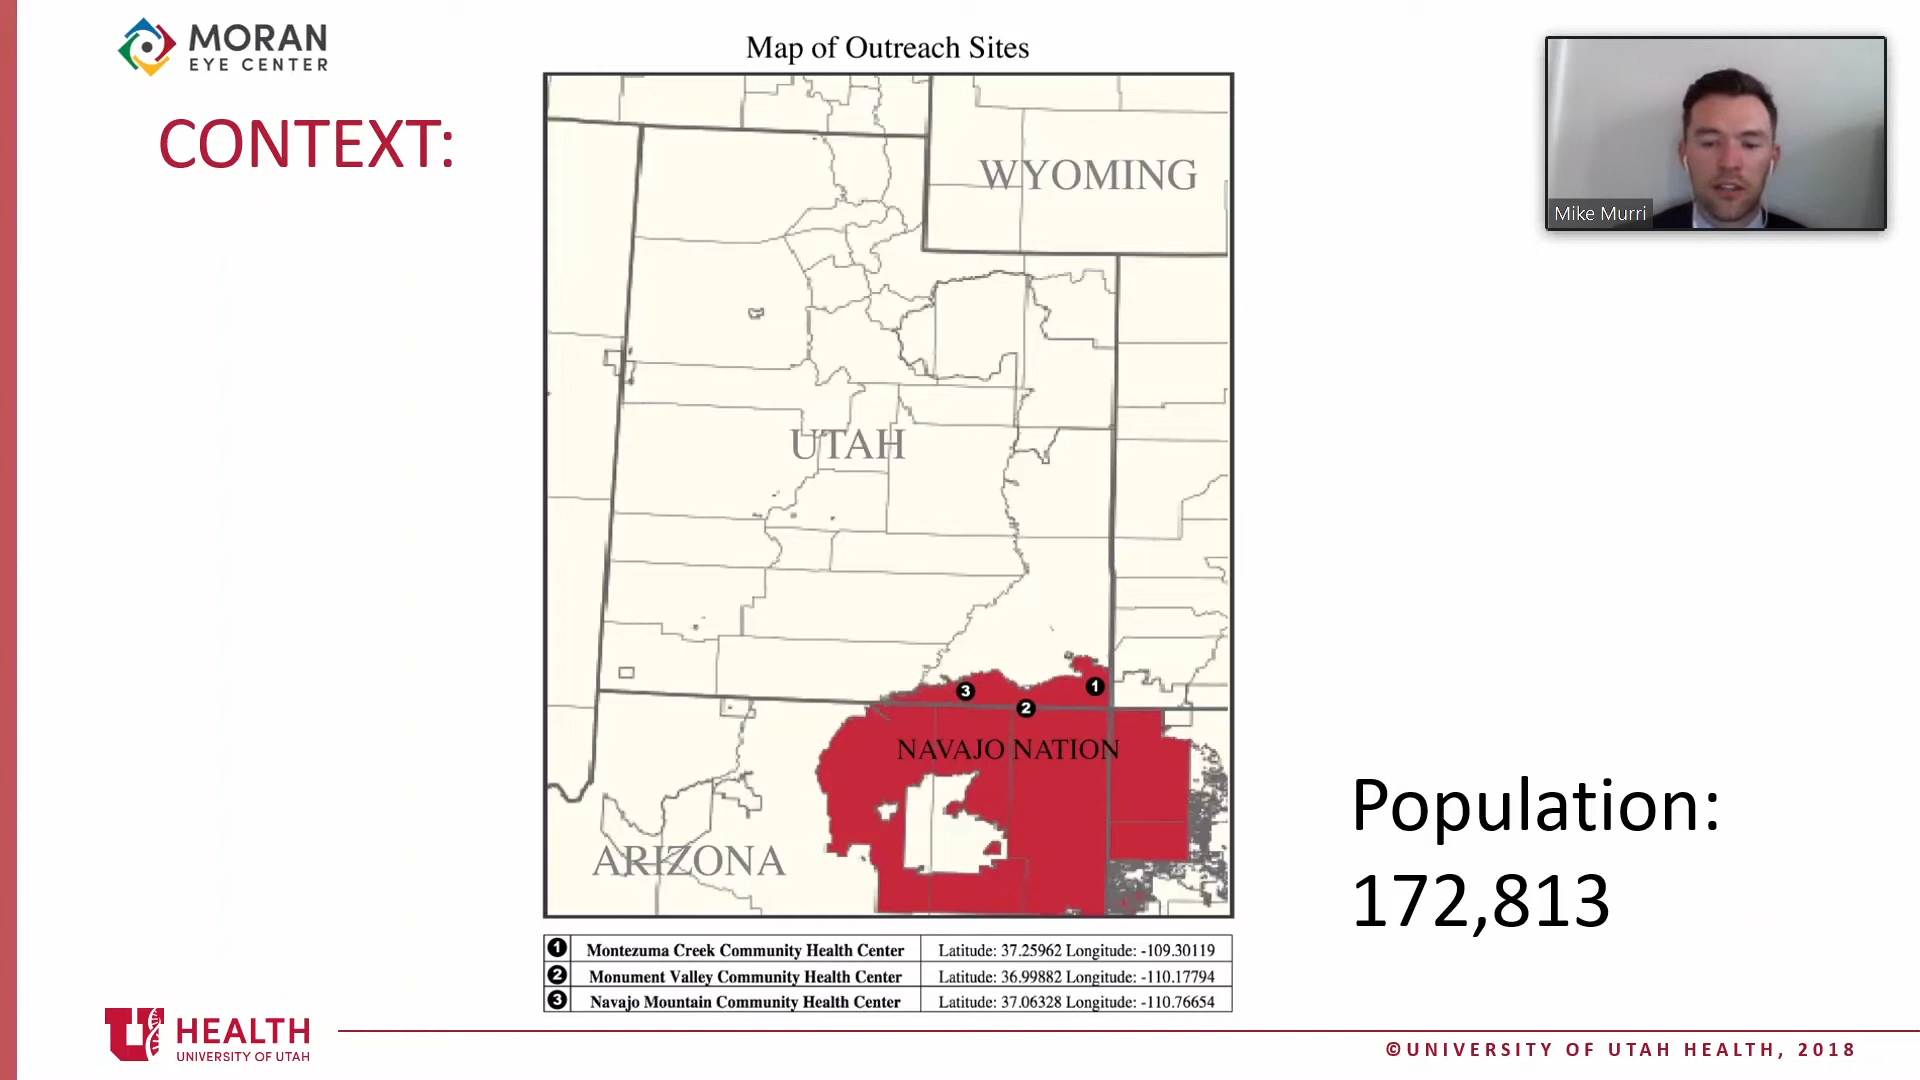 MORAN
EYE CENTER
CONTEXT:
Map of Outreach Sites
WYOMING
UTAH
3
1
2
NAVAJO NATION
ARIZONA
Mike Murri
Population:
172,813
1 Montezuma Creek Community Health Center Latitude: 37.25962 Longitude: -109.30119
2 Monument Valley Community Health Center Latitude: 36.99882 Longitude: -110.17794
3 Navajo Mountain Community Health Center Latitude: 37.06328 Longitude: -110.76654
U HEALTH
UNIVERSITY OF UTAH
©UNIVERSITY OF UTAH HEALTH, 2018